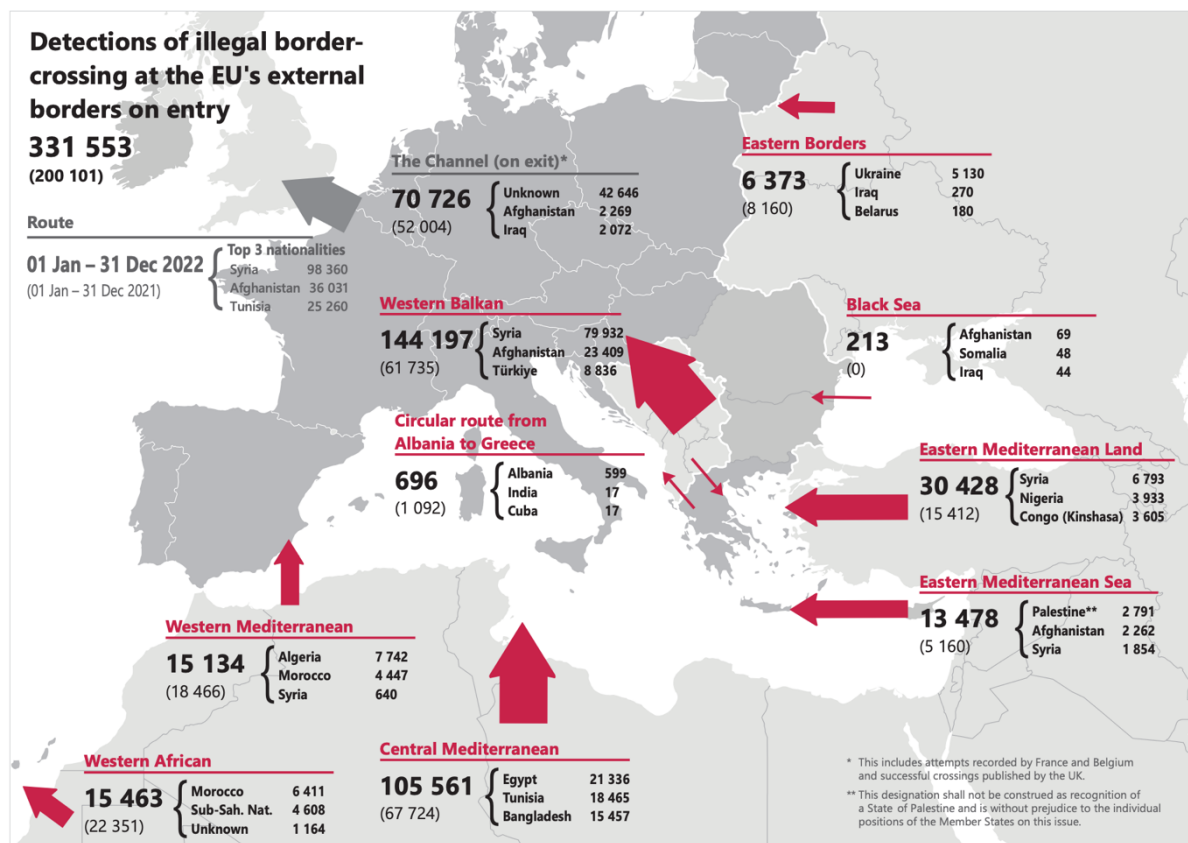 Detections of illegal border-
crossing at the EU's external
borders on entry
331 553
(200 101)
Route
01 Jan – 31 Dec 2022
(01 Jan – 31 Dec 2021)
Top 3 nationalities
Syria 98 360
Afghanistan 36 031
Tunisia 25 260
The Channel (on exit)*
70 726
(52 004)
Unknown 42 646
Afghanistan 2 269
Iraq 2 072
Eastern Borders
6 373
(8 160)
Ukraine 5 130
Iraq 270
Belarus 180
Western Balkan
144 197
(61 735)
Syria 79 932
Afghanistan 23 409
Türkiye 8 836
Black Sea
213
(0)
Afghanistan 69
Somalia 48
Iraq 44
Circular route from
Albania to Greece
696
(1 092)
Albania 599
India 17
Cuba 17
Eastern Mediterranean Land
30 428
(15 412)
Syria 6 793
Nigeria 3 933
Congo (Kinshasa) 3 605
Eastern Mediterranean Sea
13 478
(5 160)
Palestine** 2 791
Afghanistan 2 262
Syria 1 854
Western Mediterranean
15 134
(18 466)
Algeria 7 742
Morocco 4 447
Syria 640
Western African
15 463
(22 351)
Morocco 6 411
Sub-Sah. Nat. 4 608
Unknown 1 164
Central Mediterranean
105 561
(67 724)
Egypt 21 336
Tunisia 18 465
Bangladesh 15 457
* This includes attempts recorded by France and Belgium
and successful crossings published by the UK.
** This designation shall not be construed as recognition of
a State of Palestine and is without prejudice to the individual
positions of the Member States on this issue.